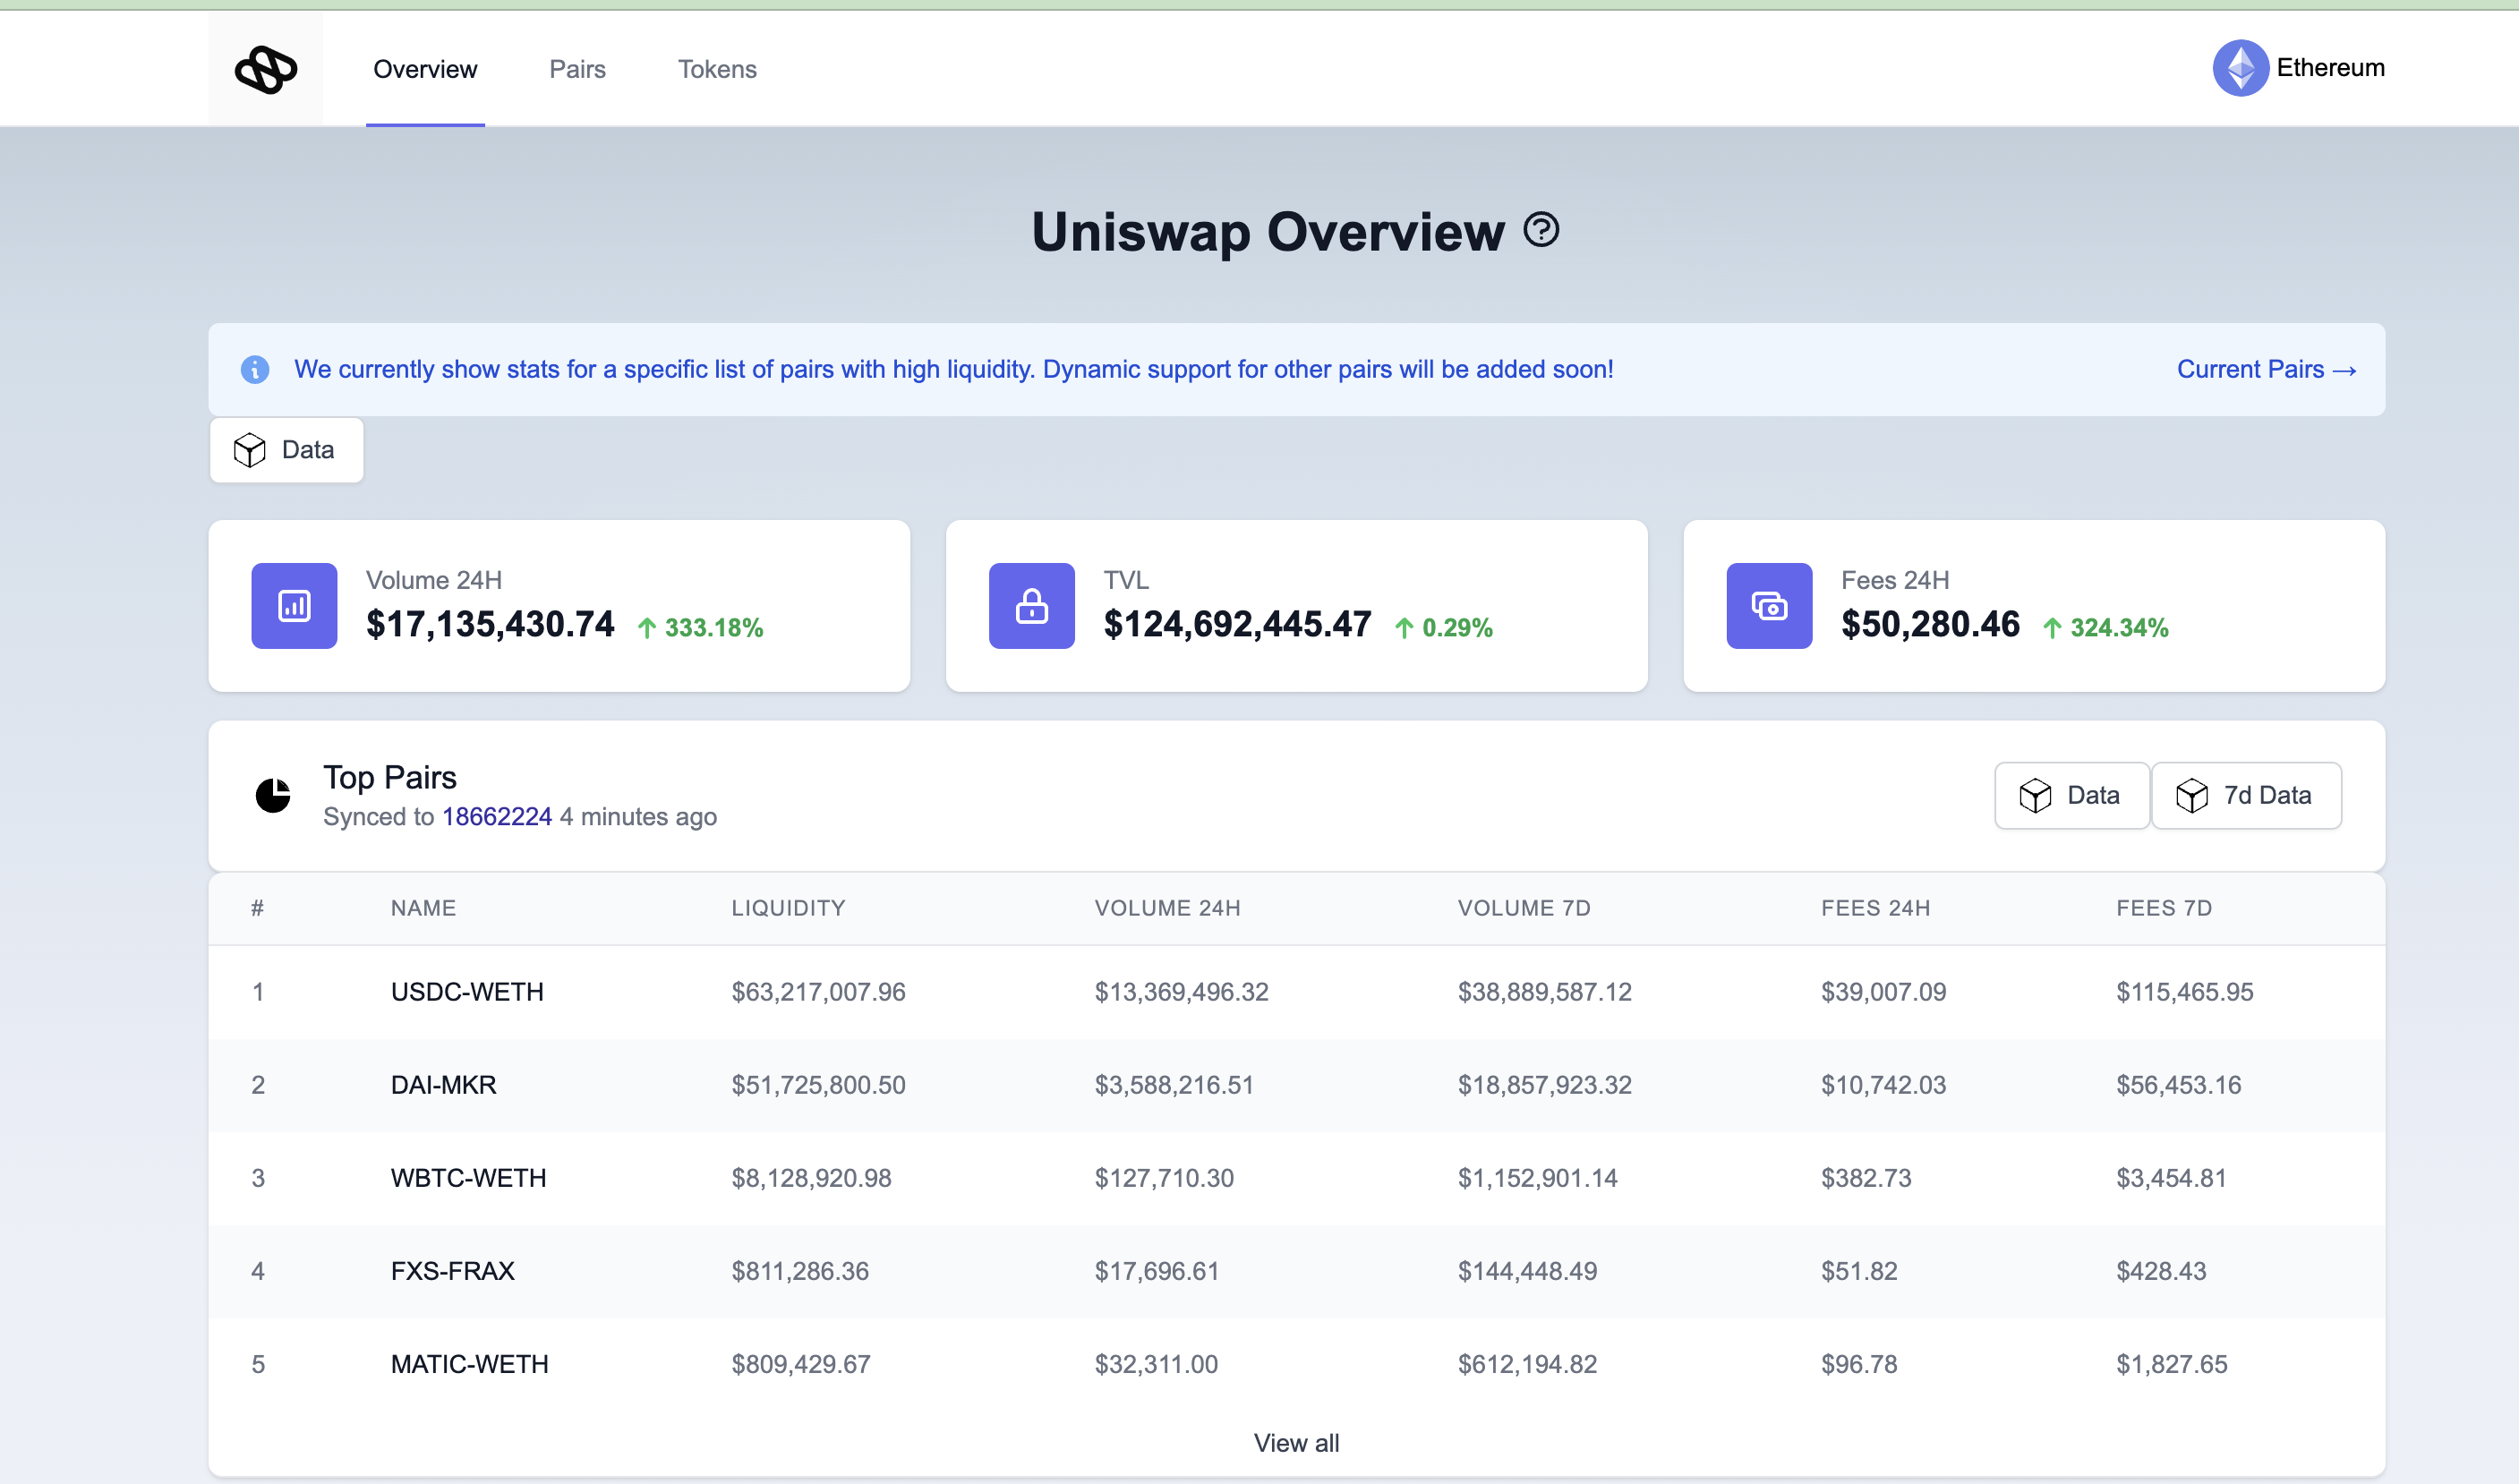 Overview Pairs Tokens Ethereum
Uniswap Overview ?
We currently show stats for a specific list of pairs with high liquidity. Dynamic support for other pairs will be added soon! Current Pairs →
Data
Volume 24H
$17,135,430.74 ↑ 333.18%
TVL
$124,692,445.47 ↑ 0.29%
Fees 24H
$50,280.46 ↑ 324.34%
Top Pairs
Synced to 18662224 4 minutes ago
Data 7d Data
# NAME LIQUIDITY VOLUME 24H VOLUME 7D FEES 24H FEES 7D
1 USDC-WETH $63,217,007.96 $13,369,496.32 $38,889,587.12 $39,007.09 $115,465.95
2 DAI-MKR $51,725,800.50 $3,588,216.51 $18,857,923.32 $10,742.03 $56,453.16
3 WBTC-WETH $8,128,920.98 $127,710.30 $1,152,901.14 $382.73 $3,454.81
4 FXS-FRAX $811,286.36 $17,696.61 $144,448.49 $51.82 $428.43
5 MATIC-WETH $809,429.67 $32,311.00 $612,194.82 $96.78 $1,827.65
View all